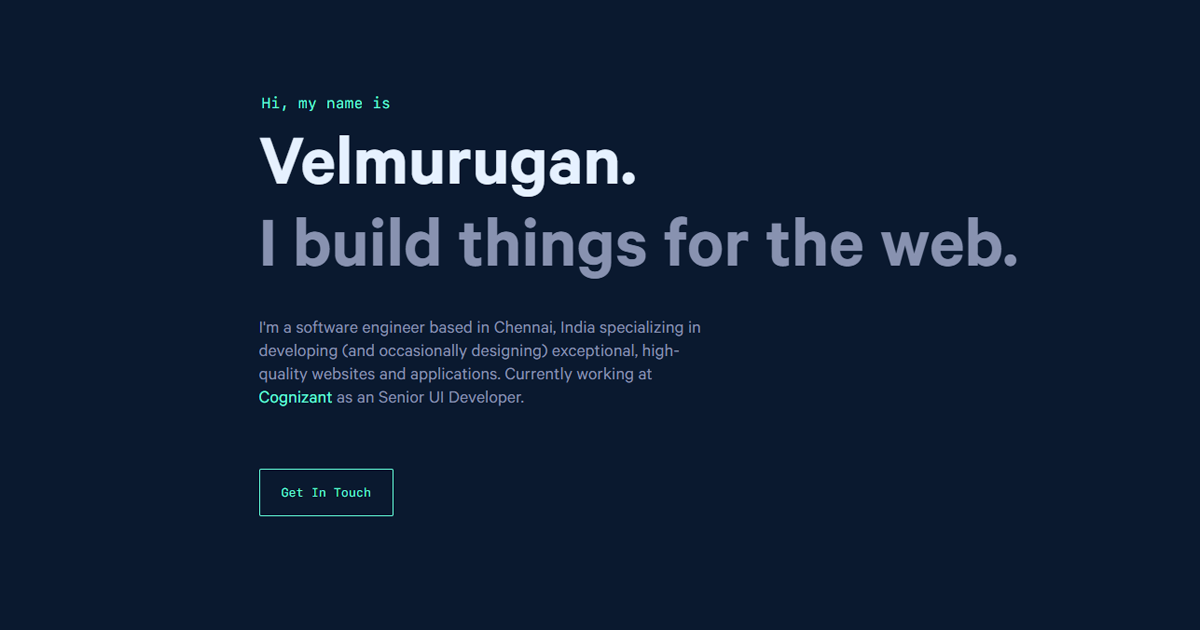 Hi, my name is
Velmurugan.
I build things for the web.
I'm a software engineer based in Chennai, India specializing in
developing (and occasionally designing) exceptional, high-
quality websites and applications. Currently working at
Cognizant as an Senior UI Developer.
Get In Touch